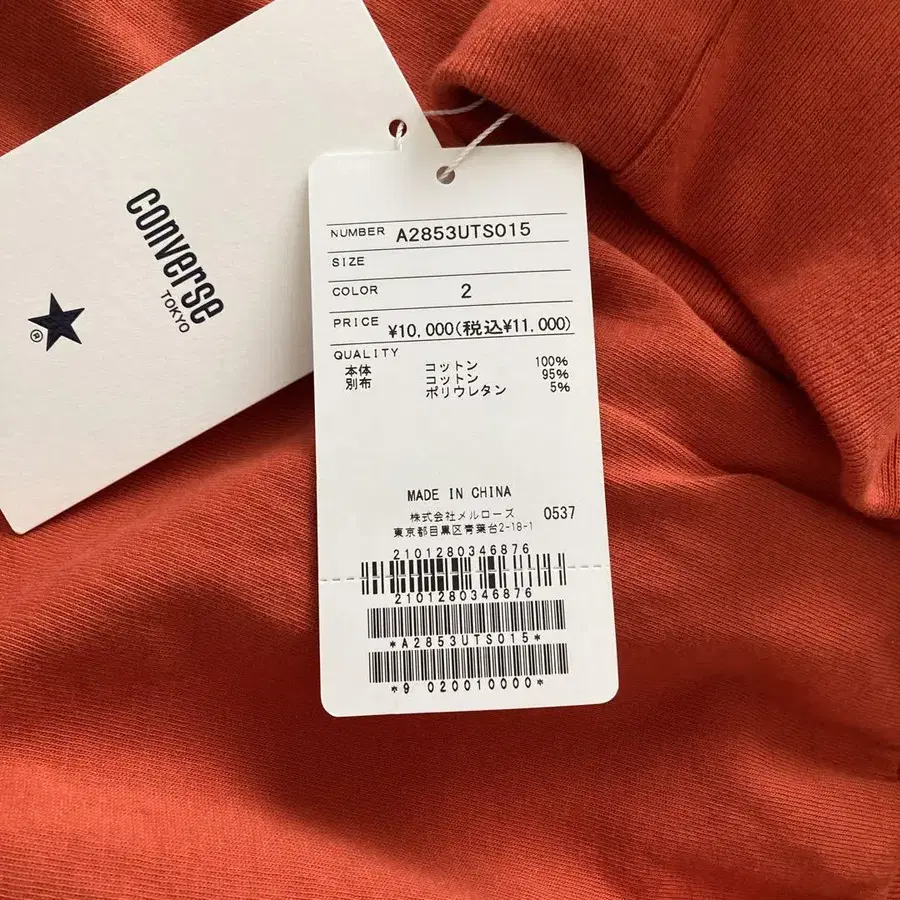 converse
TOKYO
®
NUMBER A2853UTS015
SIZE
COLOR 2
PRICE ¥10,000(税込¥11,000)
QUALITY
本体 コットン 100%
別布 コットン 95%
ポリウレタン 5%
MADE IN CHINA
株式会社メルローズ 0537
東京都目黒区青葉台2-18-1
2101280346876
2101280346876
*A2853UTS015*
*9 020010000*